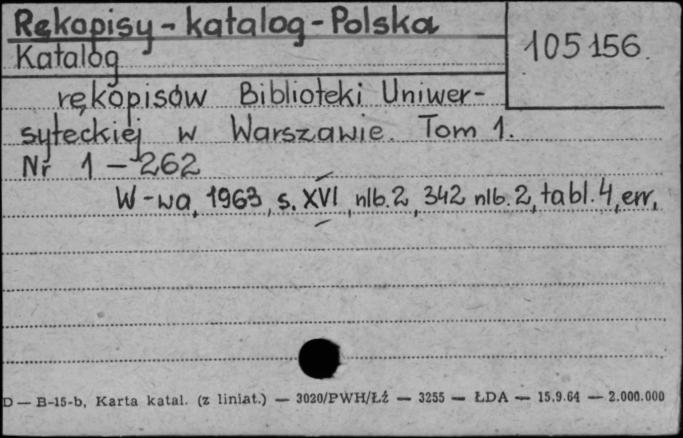 Rękopisy - katalog - Polska
105156
Katalog
rękopisów Biblioteki Uniwer-
syteckiej w Warszawie. Tom 1.
Nr 1 - 262
W-wa, 1963, s. XVI, nlb. 2, 342 nlb. 2, tabl. 4, err,
D — B-15-b, Karta katal. (z liniat.) — 3020/PWH/Łź — 3255 — ŁDA — 15.9.64 — 2.000.000